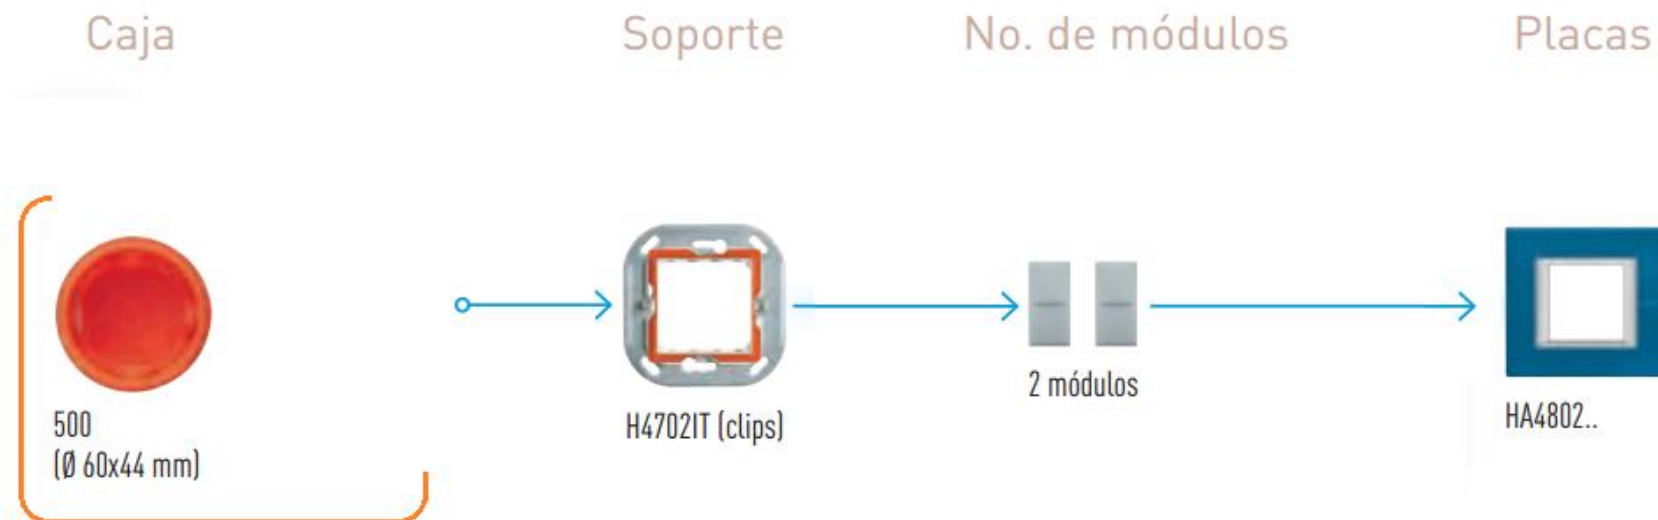 Caja
Soporte
No. de módulos
Placas
500
(Ø 60x44 mm)
H4702IT (clips)
2 módulos
HA4802..